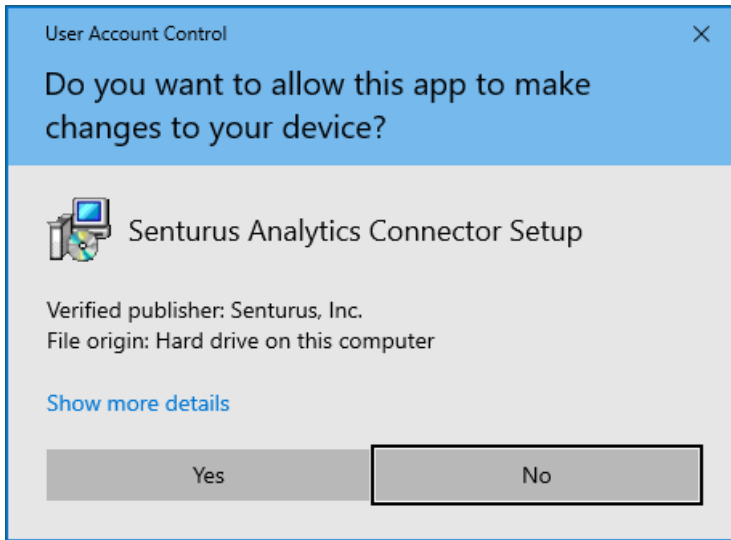 User Account Control
Do you want to allow this app to make
changes to your device?
Senturus Analytics Connector Setup
Verified publisher: Senturus, Inc.
File origin: Hard drive on this computer
Show more details
Yes
No